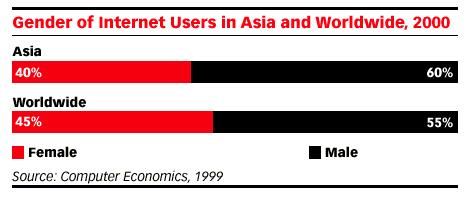 Gender of Internet Users in Asia and Worldwide, 2000
Asia
40% 60%
Worldwide
45% 55%
Female Male
Source: Computer Economics, 1999